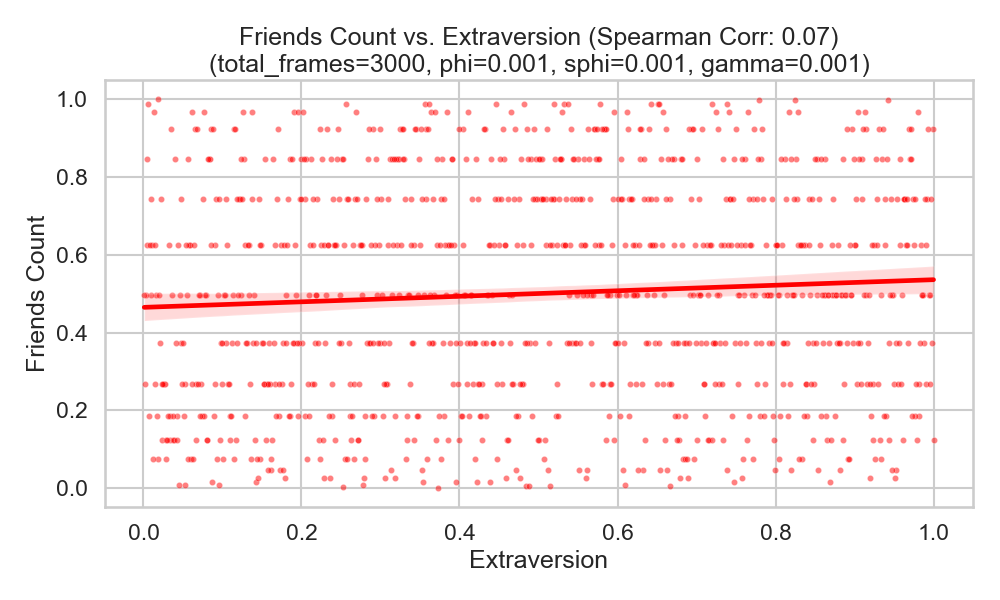 Friends Count vs. Extraversion (Spearman Corr: 0.07)
(total_frames=3000, phi=0.001, sphi=0.001, gamma=0.001)
Friends Count
1.0
0.8
0.6
0.4
0.2
0.0
0.0 0.2 0.4 0.6 0.8 1.0
Extraversion